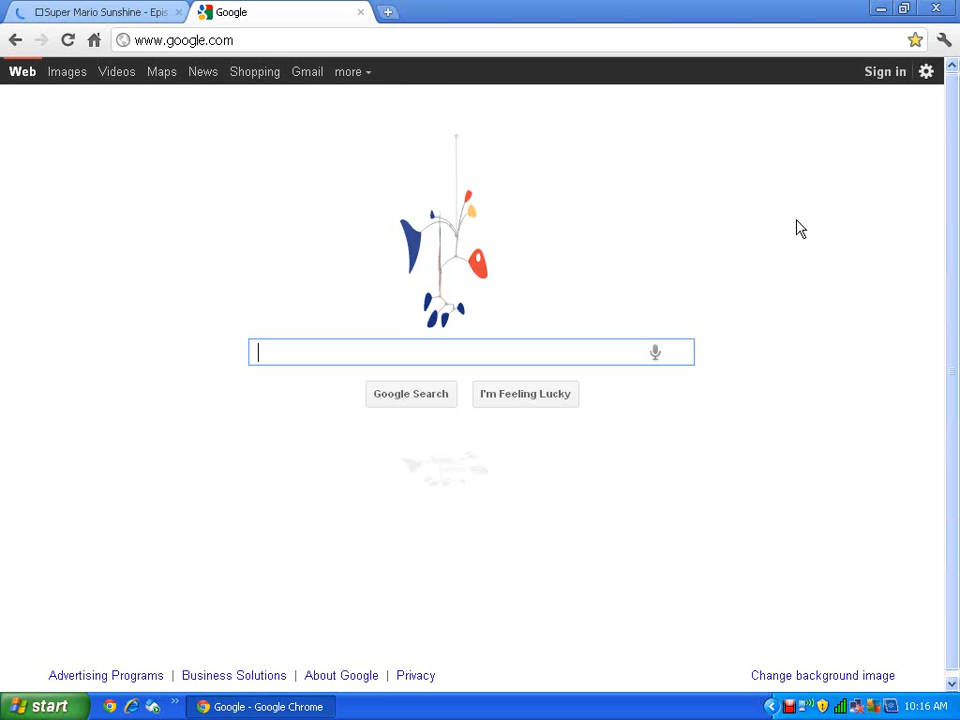 Super Mario Sunshine - Epis
Google
www.google.com
Web Images Videos Maps News Shopping Gmail more
Sign in
Google Search
I'm Feeling Lucky
Advertising Programs | Business Solutions | About Google | Privacy
Change background image
start
Google - Google Chrome
10:16 AM